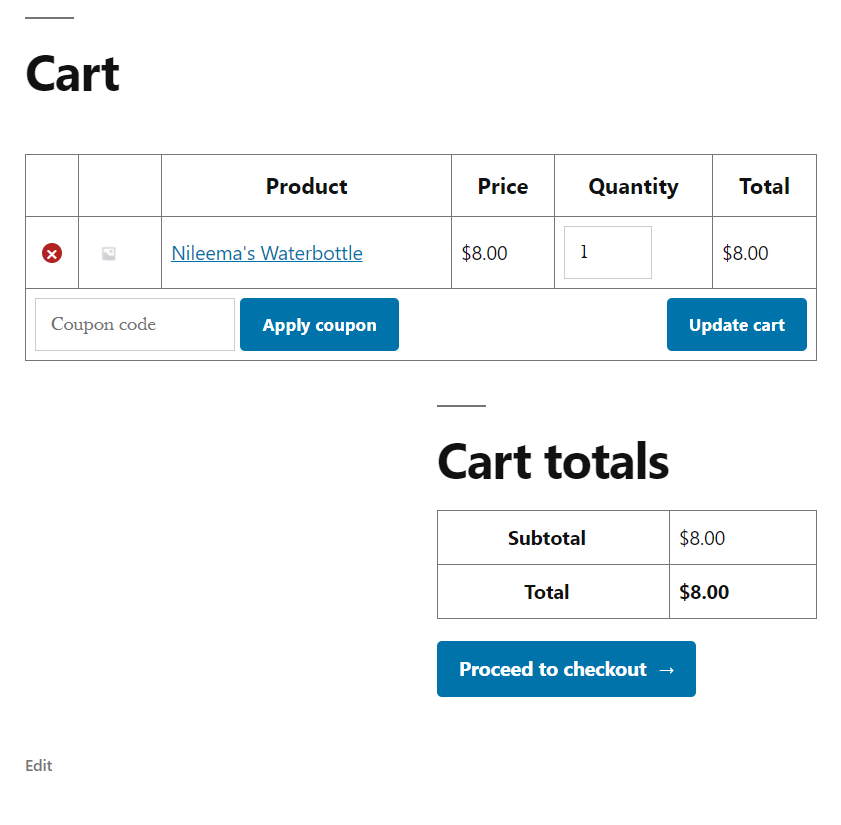 Cart
Product Price Quantity Total
Nileema's Waterbottle $8.00 1 $8.00
Coupon code Apply coupon Update cart
Cart totals
Subtotal $8.00
Total $8.00
Proceed to checkout →
Edit